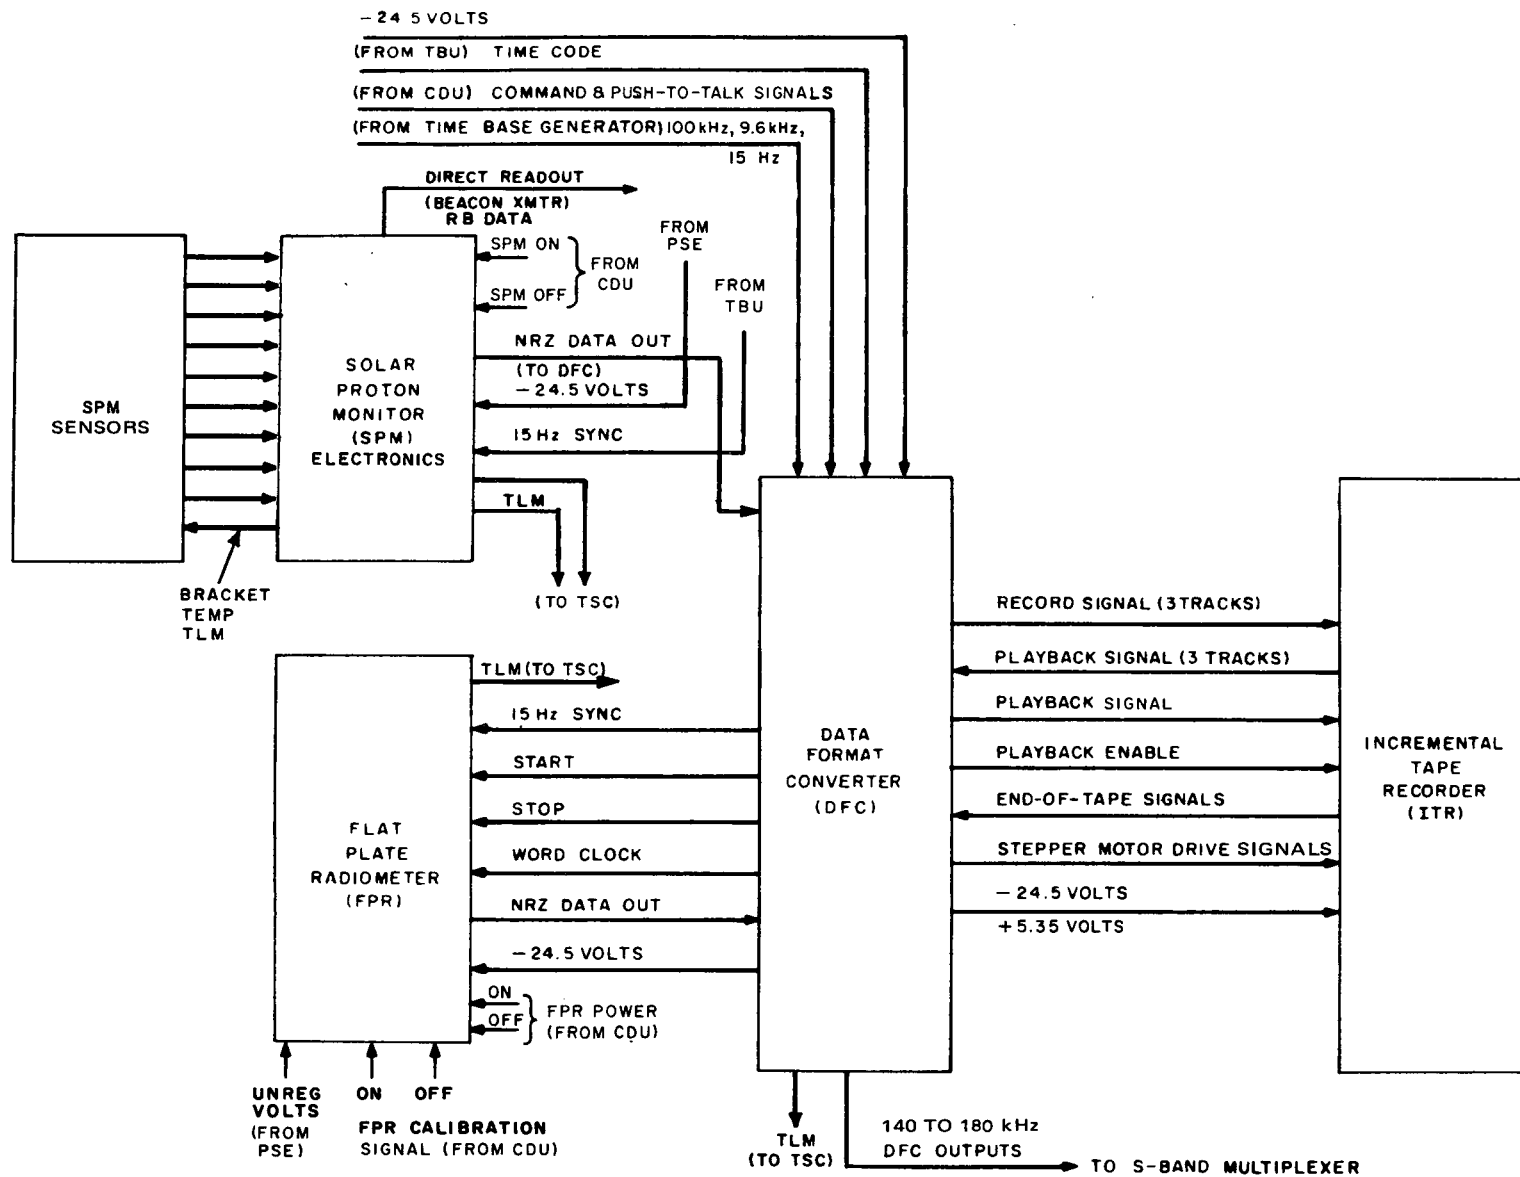 -24 5 VOLTS
(FROM TBU) TIME CODE
(FROM CDU) COMMAND & PUSH-TO-TALK SIGNALS
(FROM TIME BASE GENERATOR) 100 kHz, 9.6 kHz,
15 Hz
DIRECT READOUT
(BEACON XMTR)
RB DATA
SPM ON
SPM OFF
FROM
CDU
FROM
PSE
FROM
TBU
NRZ DATA OUT
(TO DFC)
-24.5 VOLTS
15 Hz SYNC
TLM
(TO TSC)
SPM
SENSORS
SOLAR
PROTON
MONITOR
(SPM)
ELECTRONICS
BRACKET
TEMP
TLM
TLM (TO TSC)
15 Hz SYNC
START
STOP
WORD CLOCK
NRZ DATA OUT
-24.5 VOLTS
ON
OFF
FPR POWER
(FROM CDU)
FLAT
PLATE
RADIOMETER
(FPR)
UNREG
VOLTS
(FROM
PSE)
ON OFF
FPR CALIBRATION
SIGNAL (FROM CDU)
DATA
FORMAT
CONVERTER
(DFC)
RECORD SIGNAL (3 TRACKS)
PLAYBACK SIGNAL (3 TRACKS)
PLAYBACK SIGNAL
PLAYBACK ENABLE
END-OF-TAPE SIGNALS
STEPPER MOTOR DRIVE SIGNALS
-24.5 VOLTS
+5.35 VOLTS
INCREMENTAL
TAPE
RECORDER
(ITR)
TLM
(TO TSC)
140 TO 180 kHz
DFC OUTPUTS
TO S-BAND MULTIPLEXER